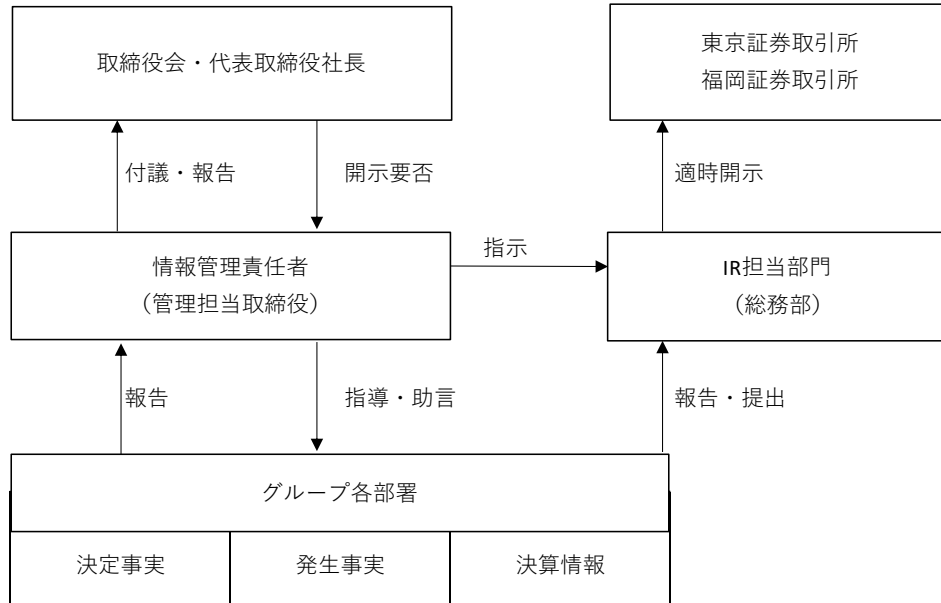 取締役会・代表取締役社長
東京証券取引所
福岡証券取引所
付議・報告
開示要否
適時開示
情報管理責任者
（管理担当取締役）
指示
IR担当部門
（総務部）
報告
指導・助言
報告・提出
グループ各部署
決定事実
発生事実
決算情報